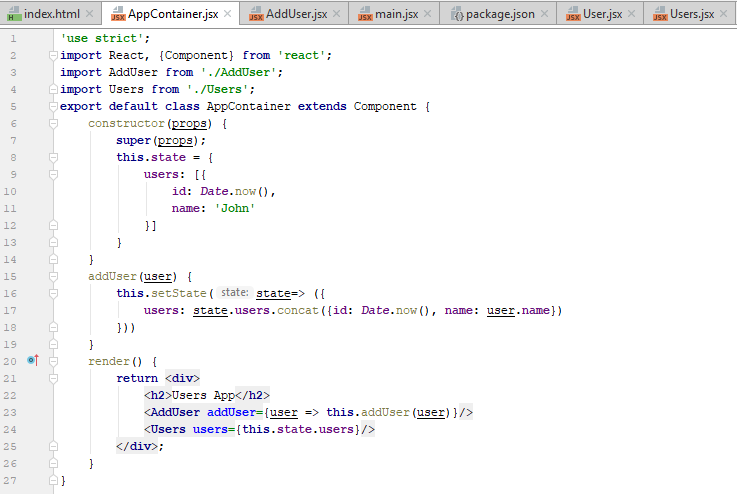 index.html AppContainer.jsx AddUser.jsx main.jsx package.json User.jsx Users.jsx
1 'use strict';
2 import React, {Component} from 'react';
3 import AddUser from './AddUser';
4 import Users from './Users';
5 export default class AppContainer extends Component {
6 constructor(props) {
7 super(props);
8 this.state = {
9 users: [{
10 id: Date.now(),
11 name: 'John'
12 }]
13 }
14 }
15 addUser(user) {
16 this.setState( state: state=> ({
17 users: state.users.concat({id: Date.now(), name: user.name})
18 }))
19 }
20 render() {
21 return <div>
22 <h2>Users App</h2>
23 <AddUser addUser={user => this.addUser(user)}/>
24 <Users users={this.state.users}/>
25 </div>;
26 }
27 }